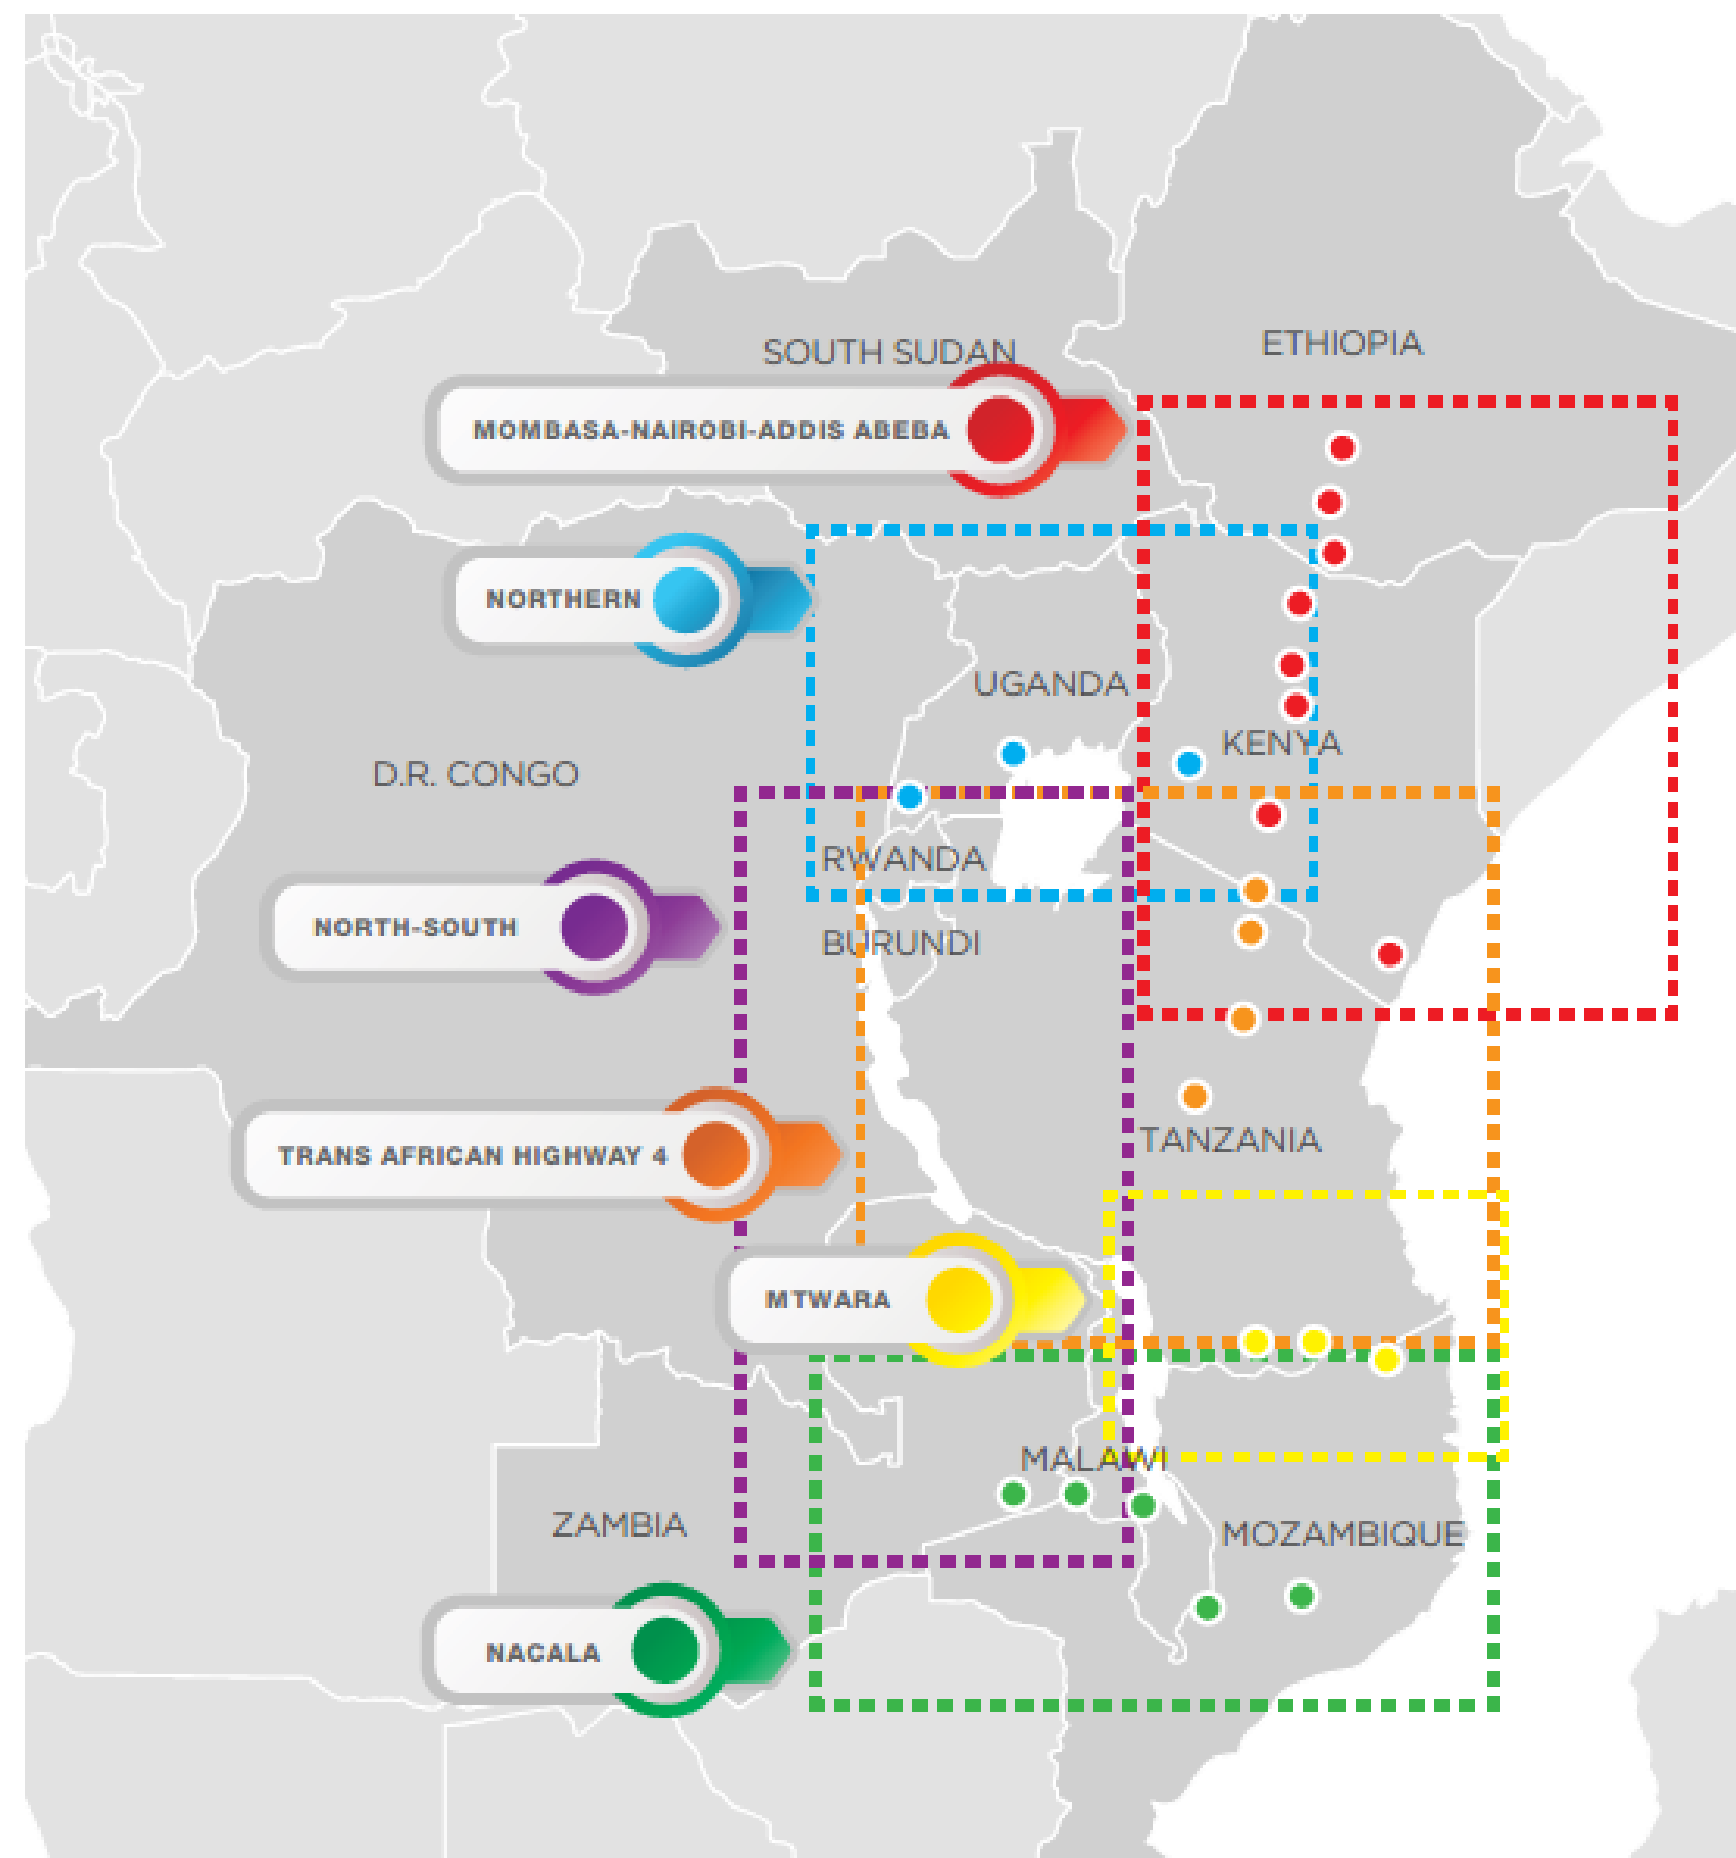 ETHIOPIA
SOUTH SUDAN
MOMBASA-NAIROBI-ADDIS ABEBA
NORTHERN
UGANDA
KENYA
D.R. CONGO
RWANDA
NORTH-SOUTH
BURUNDI
TANZANIA
TRANS AFRICAN HIGHWAY 4
MTWARA
MALAWI
ZAMBIA
MOZAMBIQUE
NACALA